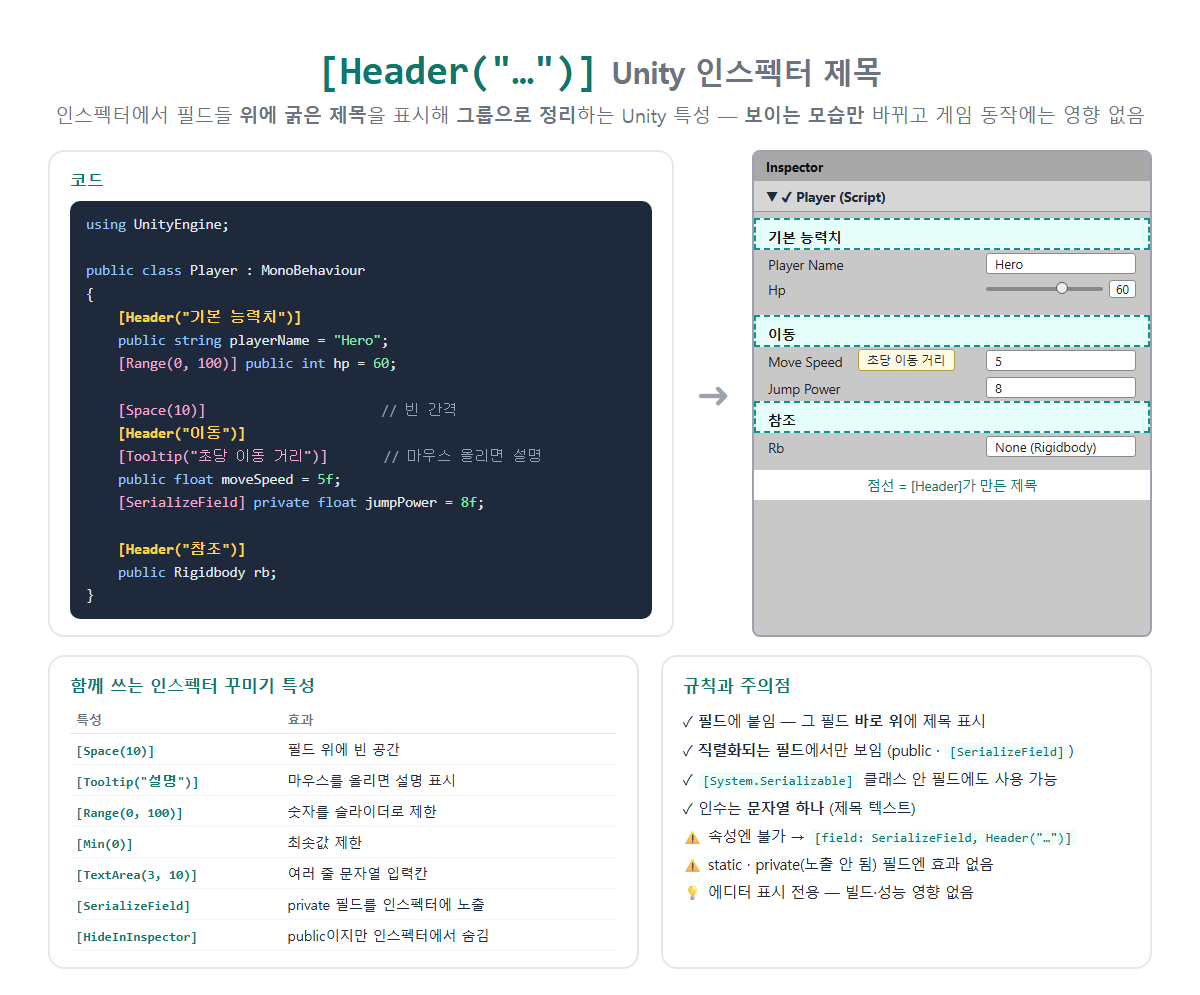 [Header("…")] Unity 인스펙터 제목
인스펙터에서 필드들 위에 굵은 제목을 표시해 그룹으로 정리하는 Unity 특성 — 보이는 모습만 바뀌고 게임 동작에는 영향 없음
코드
using UnityEngine;
public class Player : MonoBehaviour
{
[Header("기본 능력치")]
public string playerName = "Hero";
[Range(0, 100)] public int hp = 60;
[Space(10)] // 빈 간격
[Header("이동")]
[Tooltip("초당 이동 거리")] // 마우스 올리면 설명
public float moveSpeed = 5f;
[SerializeField] private float jumpPower = 8f;
[Header("참조")]
public Rigidbody rb;
}
→
Inspector
▼ ✓ Player (Script)
기본 능력치
Player Name Hero
Hp 60
이동
Move Speed 초당 이동 거리 5
Jump Power 8
참조
Rb None (Rigidbody)
점선 = [Header]가 만든 제목
함께 쓰는 인스펙터 꾸미기 특성
특성 효과
[Space(10)] 필드 위에 빈 공간
[Tooltip("설명")] 마우스를 올리면 설명 표시
[Range(0, 100)] 숫자를 슬라이더로 제한
[Min(0)] 최솟값 제한
[TextArea(3, 10)] 여러 줄 문자열 입력칸
[SerializeField] private 필드를 인스펙터에 노출
[HideInInspector] public이지만 인스펙터에서 숨김
규칙과 주의점
✓ 필드에 붙임 — 그 필드 바로 위에 제목 표시
✓ 직렬화되는 필드에서만 보임 (public · [SerializeField])
✓ [System.Serializable] 클래스 안 필드에도 사용 가능
✓ 인수는 문자열 하나 (제목 텍스트)
⚠️ 속성엔 불가 → [field: SerializeField, Header("…")]
⚠️ static · private(노출 안 됨) 필드엔 효과 없음
💡 에디터 표시 전용 — 빌드·성능 영향 없음